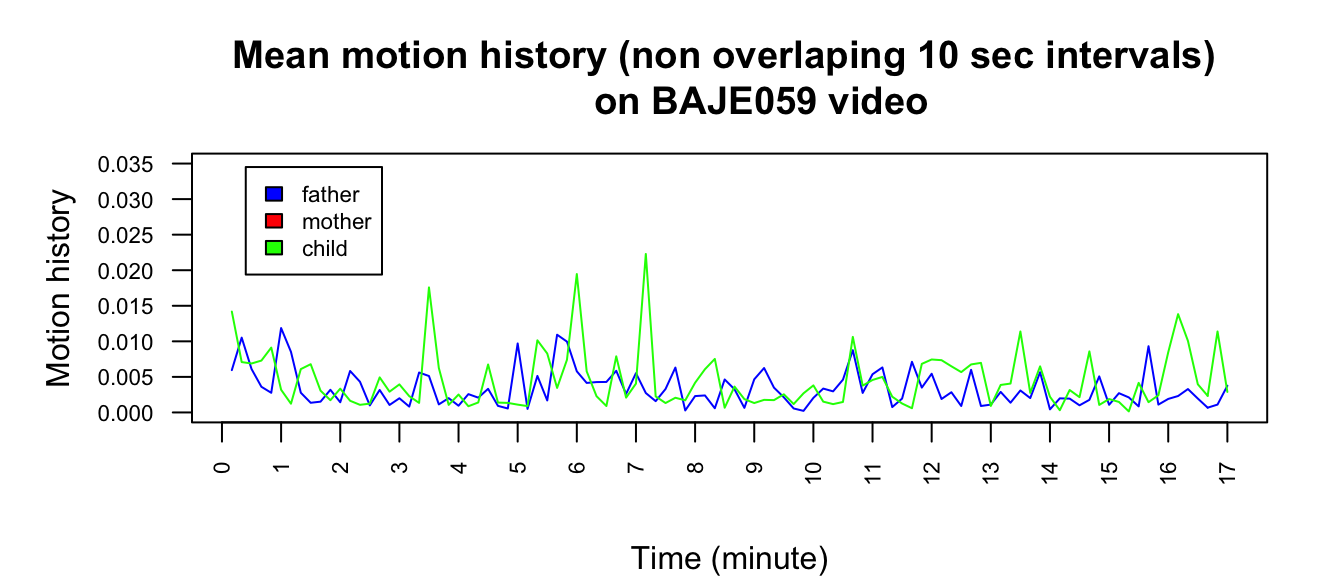 Mean motion history (non overlaping 10 sec intervals)
on BAJE059 video
Motion history
0.035
0.030
0.025
0.020
0.015
0.010
0.005
0.000
father
mother
child
0 1 2 3 4 5 6 7 8 9 10 11 12 13 14 15 16 17
Time (minute)